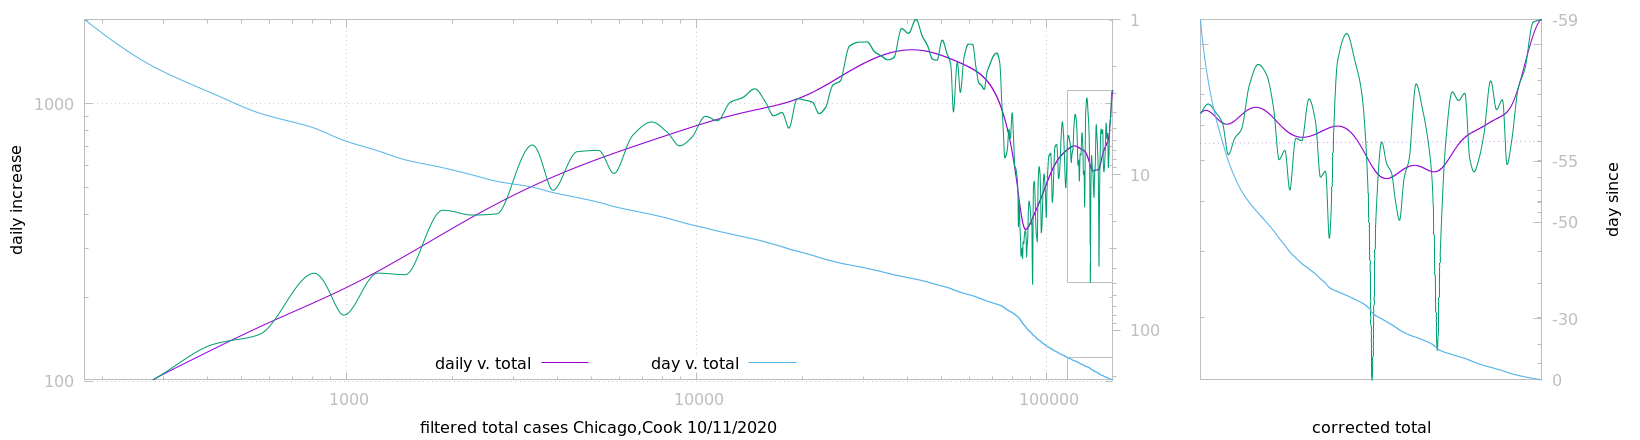 1000
100
daily increase
1000
10000
100000
filtered total cases Chicago,Cook 10/11/2020
daily v. total
day v. total
1
10
100
-59
-55
-50
-30
0
day since
corrected total